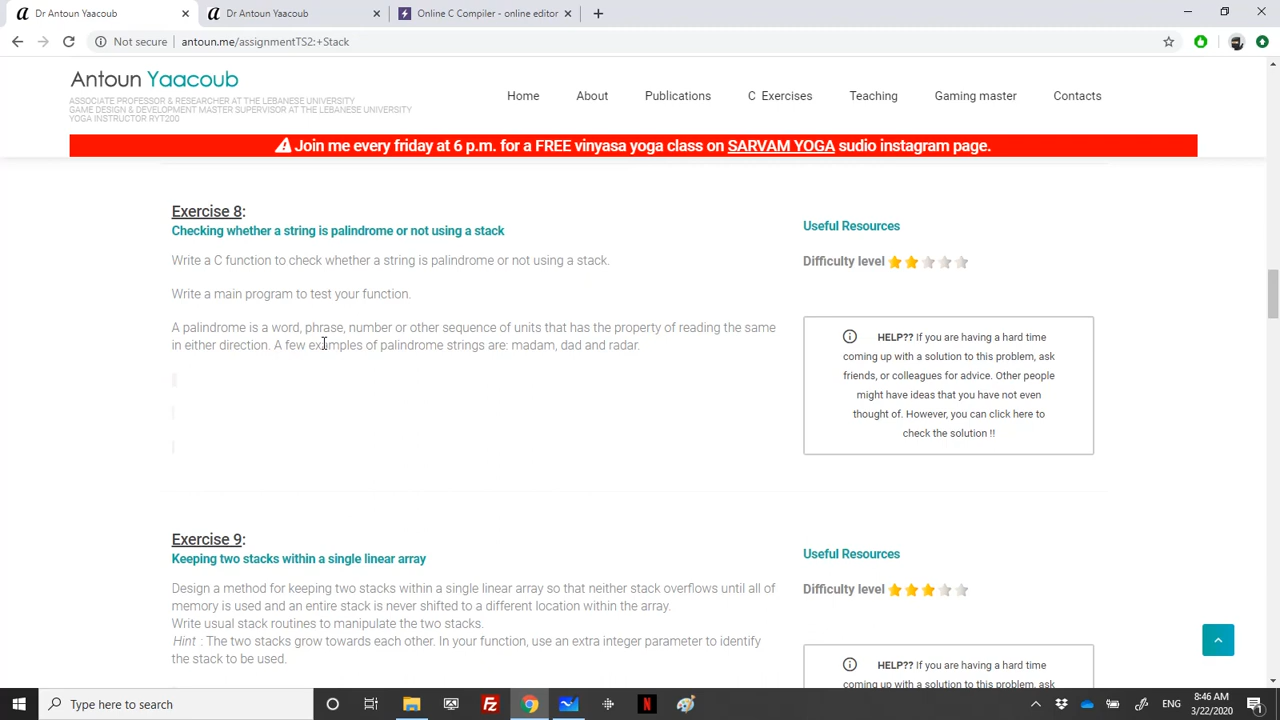 Dr Antoun Yaacoub
Dr Antoun Yaacoub
Online C Compiler - online editor
Not secure
antoun.me/assignmentTS2:+Stack
Antoun Yaacoub
ASSOCIATE PROFESSOR & RESEARCHER AT THE LEBANESE UNIVERSITY
GAME DESIGN & DEVELOPMENT MASTER SUPERVISOR AT THE LEBANESE UNIVERSITY
YOGA INSTRUCTOR RYT200
Home
About
Publications
C Exercises
Teaching
Gaming master
Contacts
Join me every friday at 6 p.m. for a FREE vinyasa yoga class on SARVAM YOGA sudio instagram page.
Exercise 8:
Checking whether a string is palindrome or not using a stack
Write a C function to check whether a string is palindrome or not using a stack.
Write a main program to test your function.
A palindrome is a word, phrase, number or other sequence of units that has the property of reading the same
in either direction. A few examples of palindrome strings are: madam, dad and radar.
Useful Resources
Difficulty level
HELP?? If you are having a hard time
coming up with a solution to this problem, ask
friends, or colleagues for advice. Other people
might have ideas that you have not even
thought of. However, you can click here to
check the solution !!
Exercise 9:
Keeping two stacks within a single linear array
Design a method for keeping two stacks within a single linear array so that neither stack overflows until all of
memory is used and an entire stack is never shifted to a different location within the array.
Write usual stack routines to manipulate the two stacks.
Hint : The two stacks grow towards each other. In your function, use an extra integer parameter to identify
the stack to be used.
Useful Resources
Difficulty level
HELP?? If you are having a hard time
coming up with a solution to this problem, ask
Type here to search
ENG
8:46 AM
3/22/2020